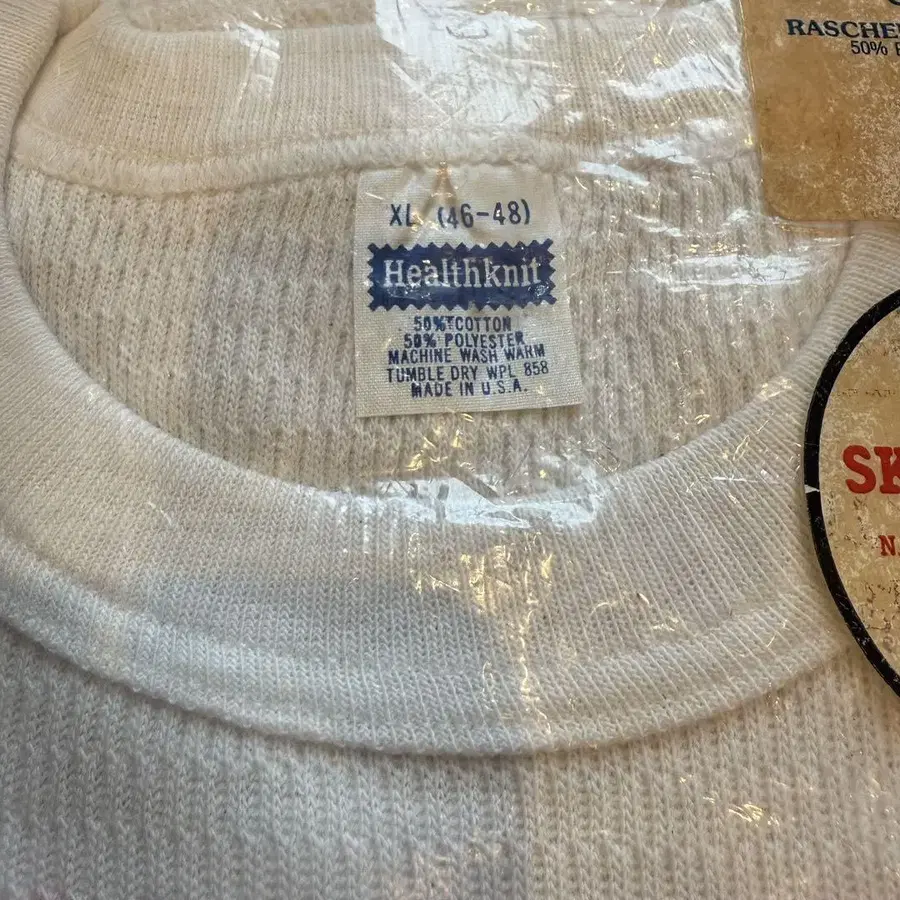 RASCHE
50%
XL (46-48)
Healthknit
50% COTTON
50% POLYESTER
MACHINE WASH WARM
TUMBLE DRY WPL 858
MADE IN U.S.A.
SK
N.